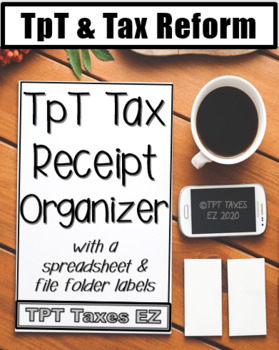 TpT & Tax Reform
TpT Tax
Receipt
Organizer
with a
spreadsheet &
file folder labels
TPT Taxes EZ
©TPT TAXES
EZ 2020